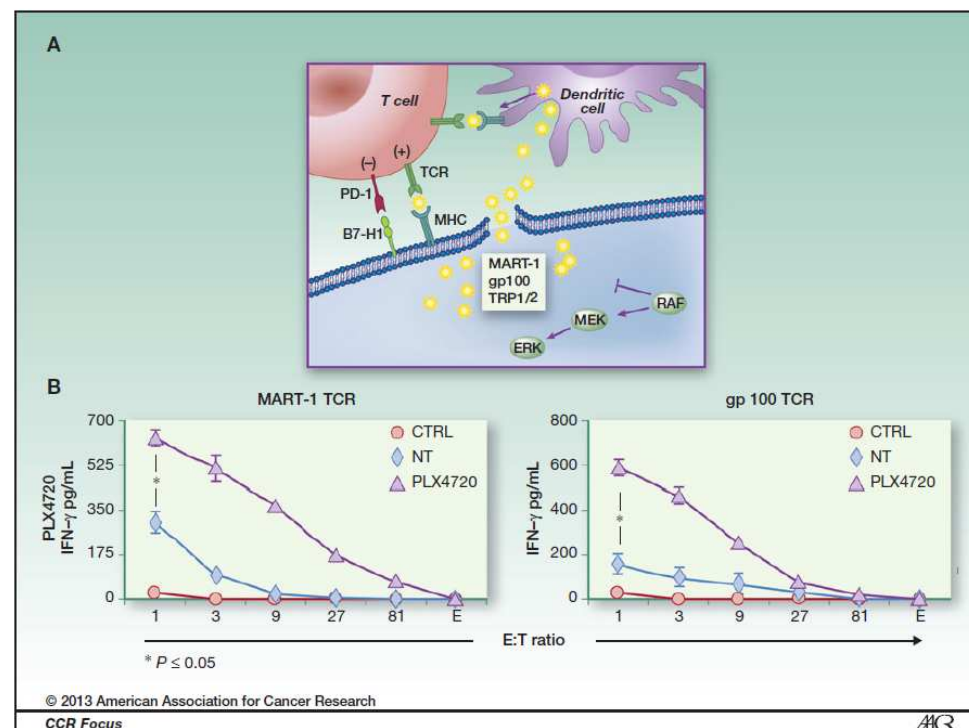 A
T cell
Dendritic
cell
(–)
(+)
TCR
PD-1
MHC
B7-H1
MART-1
gp100
TRP1/2
RAF
MEK
ERK
B
MART-1 TCR
gp 100 TCR
700
525
350
175
0
PLX4720
IFN–γ pg/mL
CTRL
NT
PLX4720
*
1 3 9 27 81 E
800
600
400
200
0
IFN–γ pg/mL
CTRL
NT
PLX4720
*
1 3 9 27 81 E
E:T ratio
* P ≤ 0.05
© 2013 American Association for Cancer Research
CCR Focus
AACR